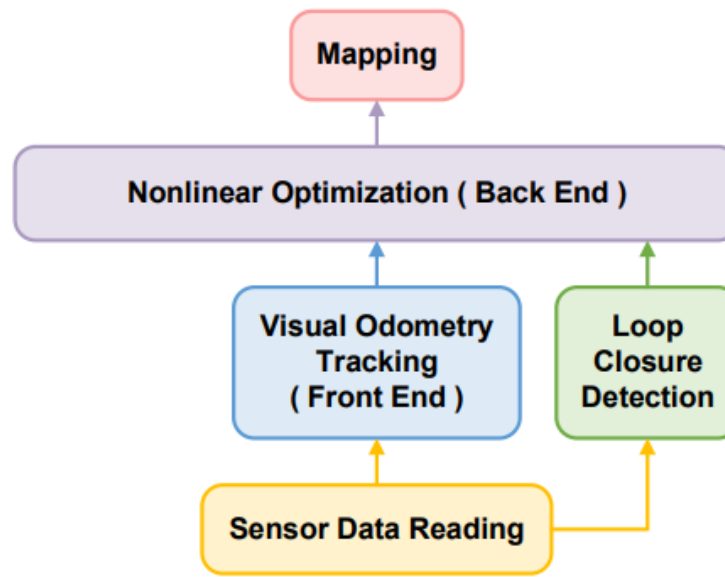 Mapping
Nonlinear Optimization ( Back End )
Visual Odometry
Tracking
( Front End )
Loop
Closure
Detection
Sensor Data Reading